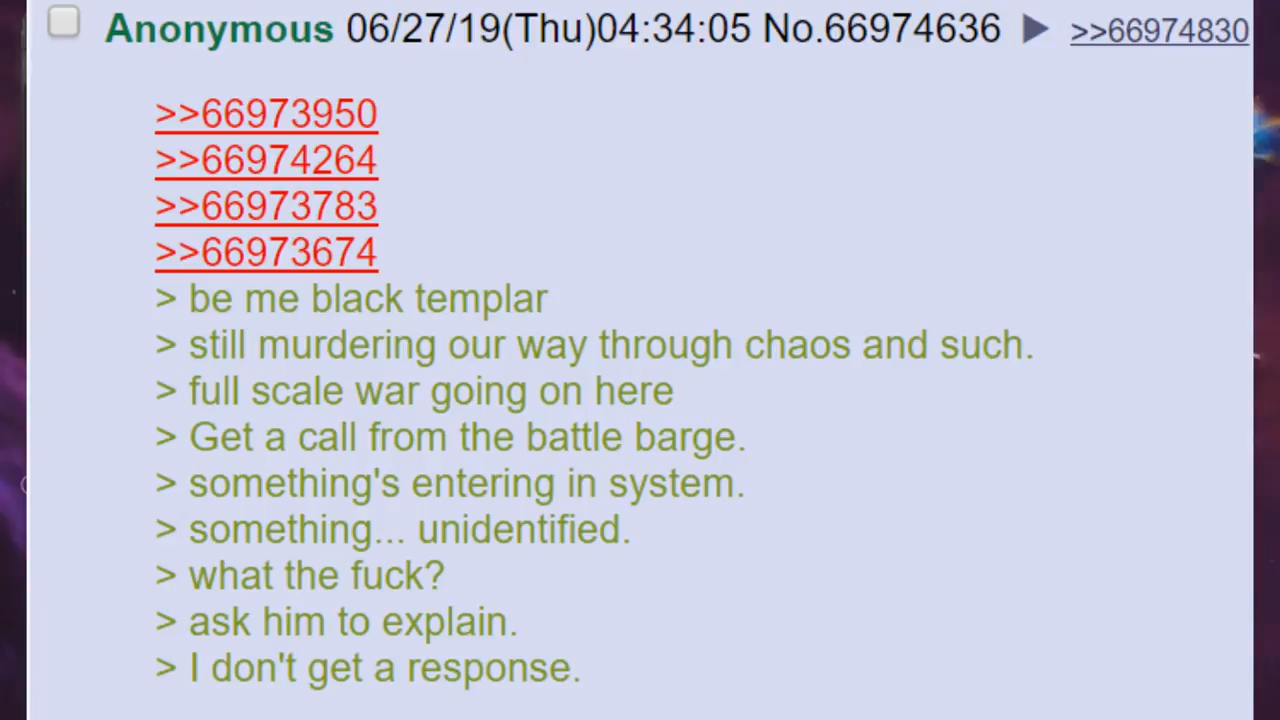 Anonymous 06/27/19(Thu)04:34:05 No.66974636 ▶ >>66974830
>>66973950
>>66974264
>>66973783
>>66973674
> be me black templar
> still murdering our way through chaos and such.
> full scale war going on here
> Get a call from the battle barge.
> something's entering in system.
> something... unidentified.
> what the fuck?
> ask him to explain.
> I don't get a response.